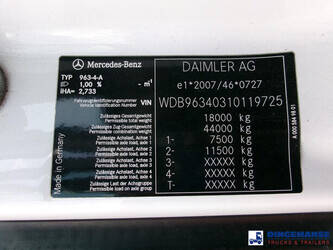 Mercedes-Benz
DAIMLER AG
TYP 963-4-A
1,00 % - m⁻¹
IHA= 2,733
e1*2007/46*0727
Fahrzeugidentifizierungsnummer VIN
WDB96340310119725
Zulässiges Gesamtgewicht
Permissible total weight
18000 kg
Zulässiges Zug-Gesamtgewicht
Permissible combination weight
44000 kg
Zulässige Achslast, Achse 1
Permissible axle load, axle 1
1- 7500 kg
Zulässige Achslast, Achse 2
Permissible axle load, axle 2
2- 11500 kg
Zulässige Achslast, Achse 3
Permissible axle load, axle 3
3- XXXXX kg
Zulässige Achslast, Achse 4
Permissible axle load, axle 4
4- XXXXX kg
Zulässige Last der Achsgruppe
Permissible load on axle group
T- XXXXX kg
Made in Germany
DINGEMANSE
TRUCKS & TRAILERS